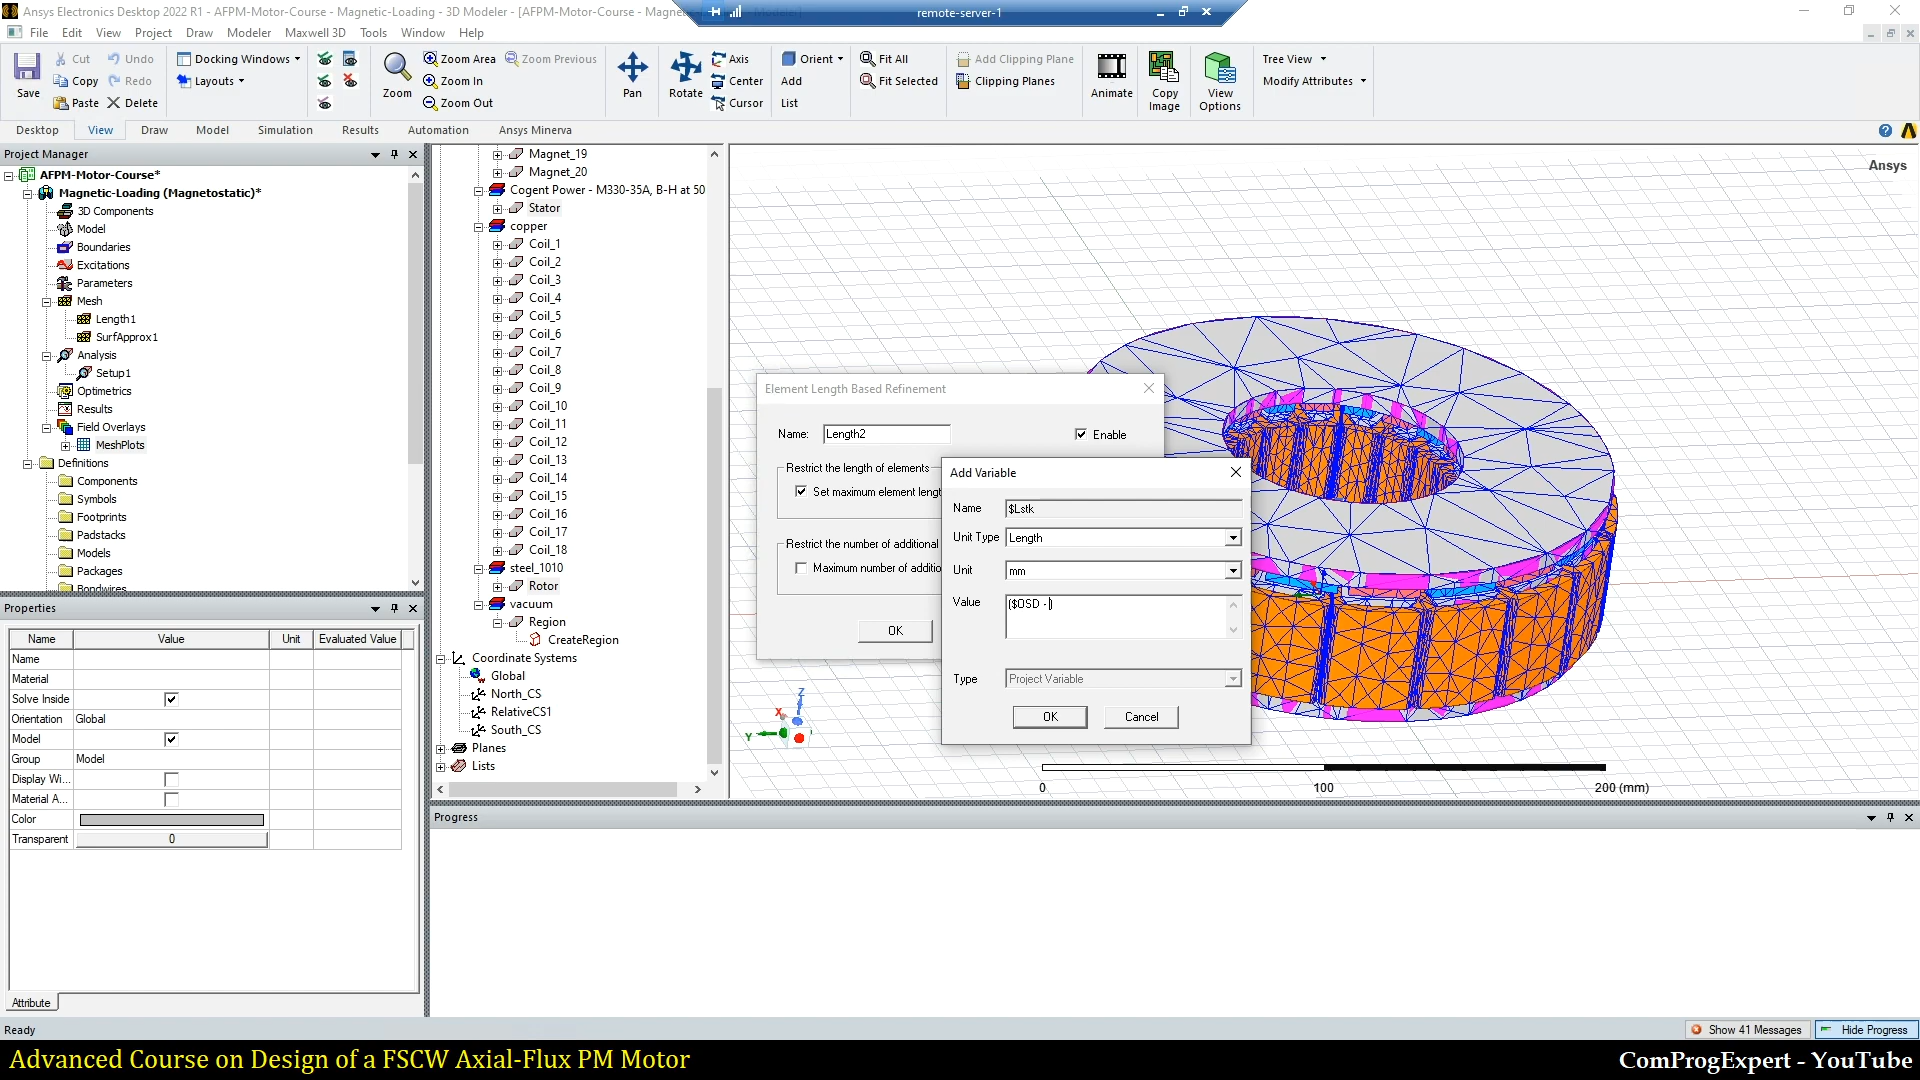 Ansys Electronics Desktop 2022 R1 - AFPM-Motor-Course - Magnetic-Loading - 3D Modeler - [AFPM-Motor-Course - Magne
remote-server-1
File Edit View Project Draw Modeler Maxwell 3D Tools Window Help
Save
Cut Undo
Copy Redo
Paste Delete
Docking Windows
Layouts
Zoom
Zoom Area Zoom Previous
Zoom In
Zoom Out
Pan
Rotate
Axis
Center
Cursor
Orient
Add
List
Fit All
Fit Selected
Add Clipping Plane
Clipping Planes
Animate
Copy Image
View Options
Tree View
Modify Attributes
Desktop View Draw Model Simulation Results Automation Ansys Minerva
Project Manager
AFPM-Motor-Course*
Magnetic-Loading (Magnetostatic)*
3D Components
Model
Boundaries
Excitations
Parameters
Mesh
Length1
SurfApprox1
Analysis
Setup1
Optimetrics
Results
Field Overlays
MeshPlots
Definitions
Components
Symbols
Footprints
Padstacks
Models
Packages
Bondwires
Magnet_19
Magnet_20
Cogent Power - M330-35A, B-H at 50
Stator
copper
Coil_1
Coil_2
Coil_3
Coil_4
Coil_5
Coil_6
Coil_7
Coil_8
Coil_9
Coil_10
Coil_11
Coil_12
Coil_13
Coil_14
Coil_15
Coil_16
Coil_17
Coil_18
steel_1010
Rotor
vacuum
Region
CreateRegion
Coordinate Systems
Global
North_CS
RelativeCS1
South_CS
Planes
Lists
Ansys
Element Length Based Refinement
Name: Length2 Enable
Restrict the length of elements
Set maximum element lengt
Restrict the number of additional
Maximum number of additio
OK
Add Variable
Name $Lstk
Unit Type Length
Unit mm
Value ($OSD -)
Type Project Variable
OK Cancel
Z
X
Y
0 100 200 (mm)
Properties
Name Value Unit Evaluated Value
Name
Material
Solve Inside
Orientation Global
Model
Group Model
Display Wi...
Material A...
Color
Transparent 0
Attribute
Progress
Ready
Show 41 Messages Hide Progress
Advanced Course on Design of a FSCW Axial-Flux PM Motor
ComProgExpert - YouTube